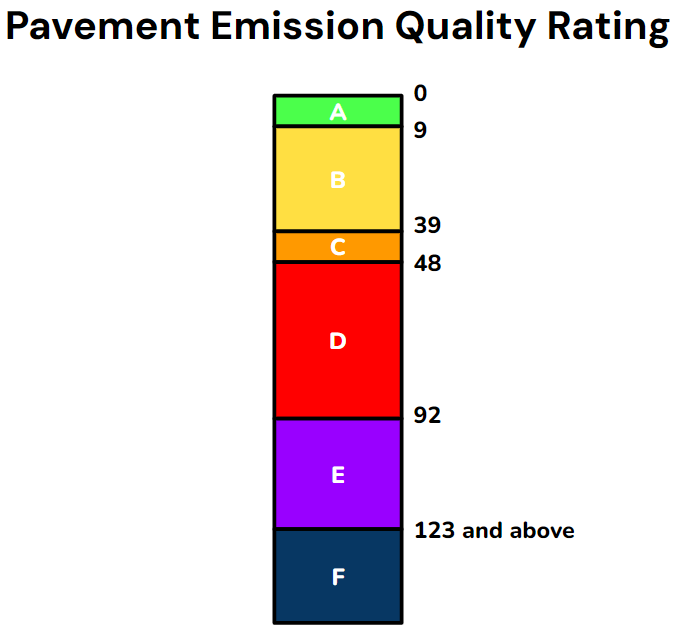 Pavement Emission Quality Rating
0
A
9
B
39
C
48
D
92
E
123 and above
F